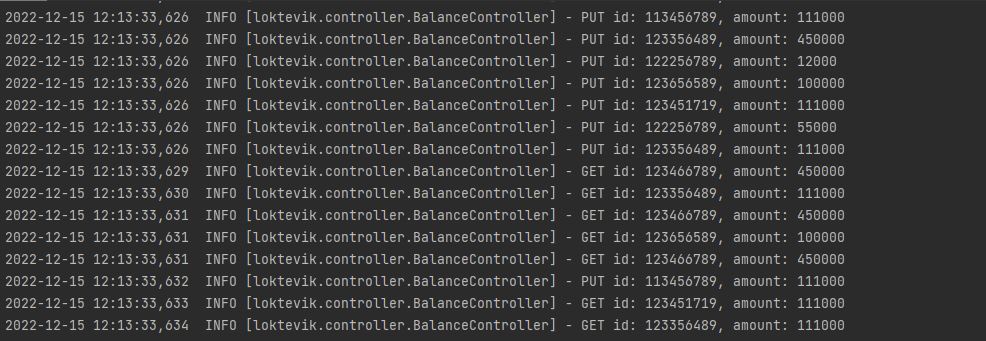 2022-12-15 12:13:33,626  INFO [loktevik.controller.BalanceController] - PUT id: 113456789, amount: 111000
2022-12-15 12:13:33,626  INFO [loktevik.controller.BalanceController] - PUT id: 123356489, amount: 450000
2022-12-15 12:13:33,626  INFO [loktevik.controller.BalanceController] - PUT id: 122256789, amount: 12000
2022-12-15 12:13:33,626  INFO [loktevik.controller.BalanceController] - PUT id: 123656589, amount: 100000
2022-12-15 12:13:33,626  INFO [loktevik.controller.BalanceController] - PUT id: 123451719, amount: 111000
2022-12-15 12:13:33,626  INFO [loktevik.controller.BalanceController] - PUT id: 122256789, amount: 55000
2022-12-15 12:13:33,626  INFO [loktevik.controller.BalanceController] - PUT id: 123356489, amount: 111000
2022-12-15 12:13:33,629  INFO [loktevik.controller.BalanceController] - GET id: 123466789, amount: 450000
2022-12-15 12:13:33,630  INFO [loktevik.controller.BalanceController] - GET id: 123356489, amount: 111000
2022-12-15 12:13:33,631  INFO [loktevik.controller.BalanceController] - GET id: 123466789, amount: 450000
2022-12-15 12:13:33,631  INFO [loktevik.controller.BalanceController] - GET id: 123656589, amount: 100000
2022-12-15 12:13:33,631  INFO [loktevik.controller.BalanceController] - GET id: 123466789, amount: 450000
2022-12-15 12:13:33,632  INFO [loktevik.controller.BalanceController] - PUT id: 113456789, amount: 111000
2022-12-15 12:13:33,633  INFO [loktevik.controller.BalanceController] - GET id: 123451719, amount: 111000
2022-12-15 12:13:33,634  INFO [loktevik.controller.BalanceController] - GET id: 123356489, amount: 111000